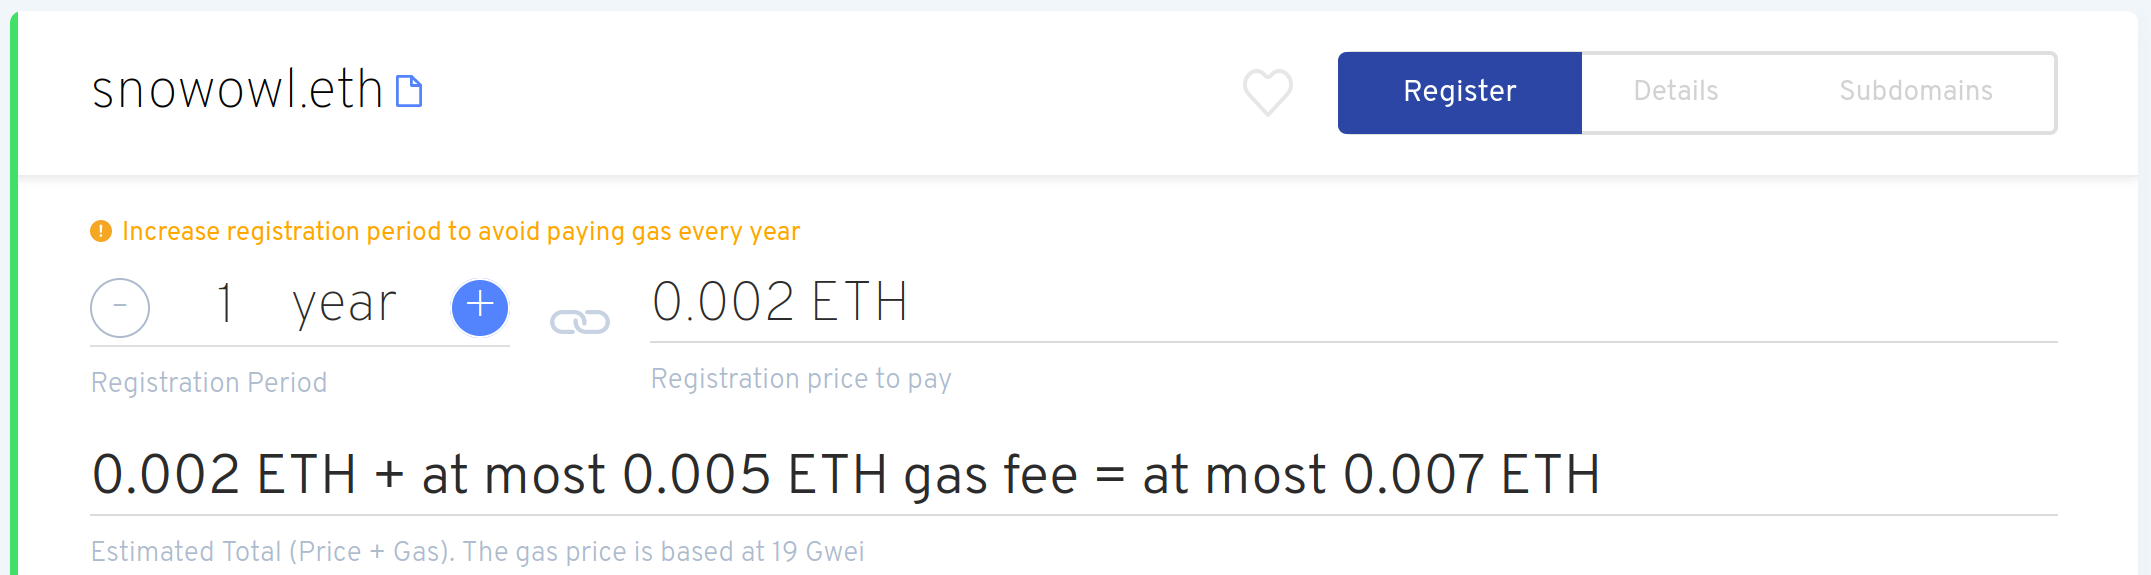 snowowl.eth
Register Details Subdomains
! Increase registration period to avoid paying gas every year
- 1 year + 0.002 ETH
Registration Period Registration price to pay
0.002 ETH + at most 0.005 ETH gas fee = at most 0.007 ETH
Estimated Total (Price + Gas). The gas price is based at 19 Gwei